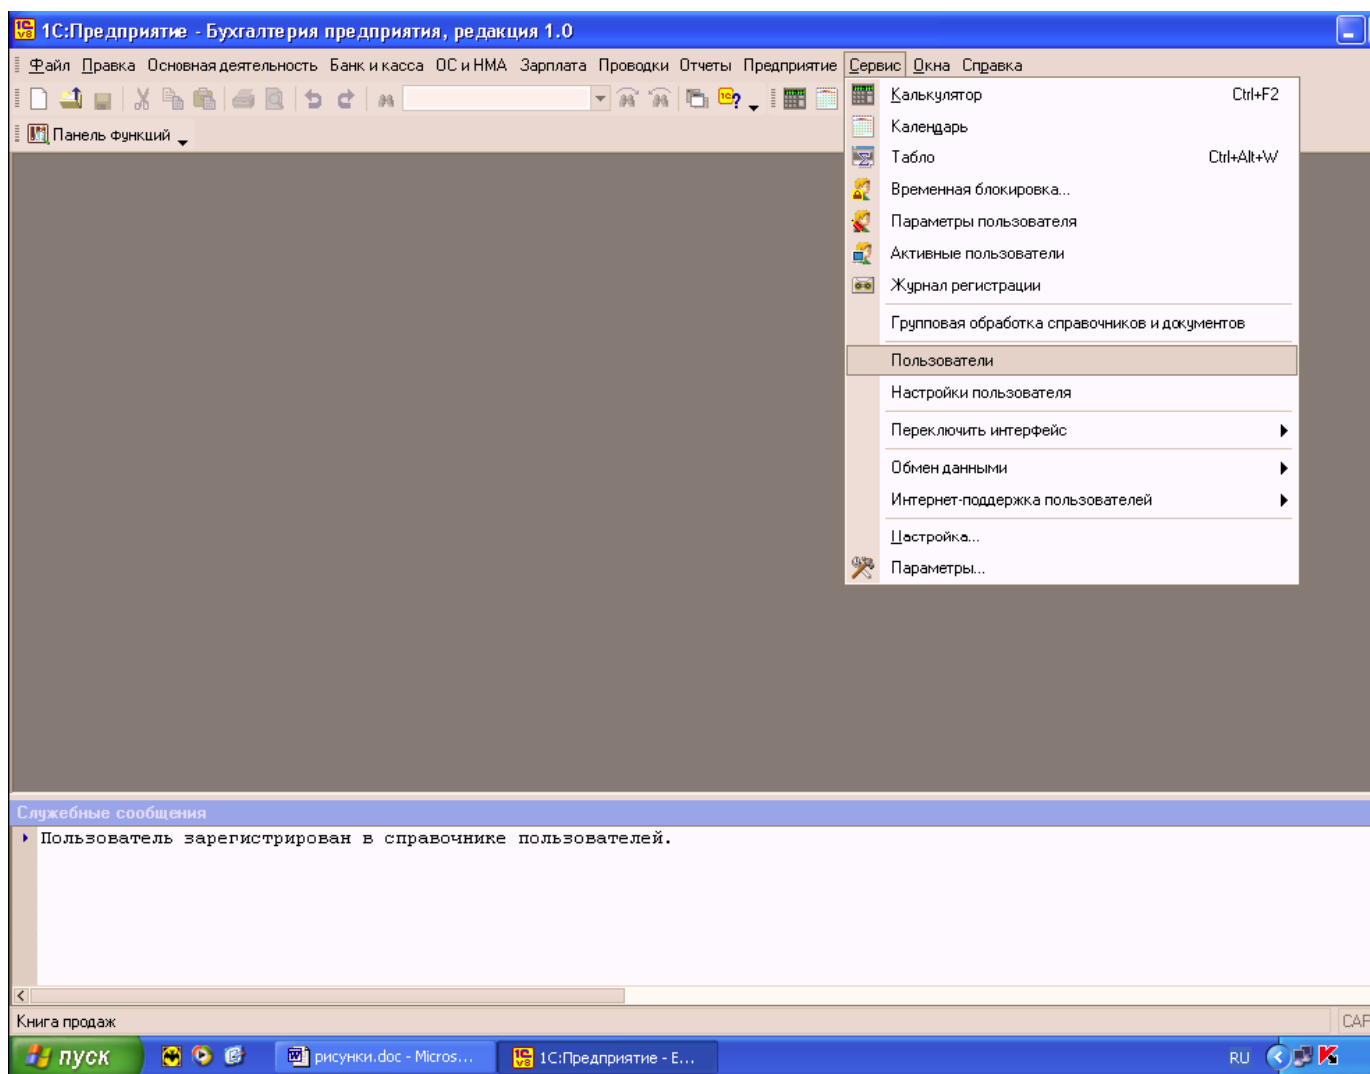 1С:Предприятие - Бухгалтерия предприятия, редакция 1.0
Файл Правка Основная деятельность Банк и касса ОС и НМА Зарплата Проводки Отчеты Предприятие Сервис Окна Справка
Панель функций
Калькулятор Ctrl+F2
Календарь
Табло Ctrl+Alt+W
Временная блокировка...
Параметры пользователя
Активные пользователи
Журнал регистрации
Групповая обработка справочников и документов
Пользователи
Настройки пользователя
Переключить интерфейс
Обмен данными
Интернет-поддержка пользователей
Настройка...
Параметры...
Служебные сообщения
Пользователь зарегистрирован в справочнике пользователей.
Книга продаж CAP
пуск рисунки.doc - Micros... 1С:Предприятие - Б... RU